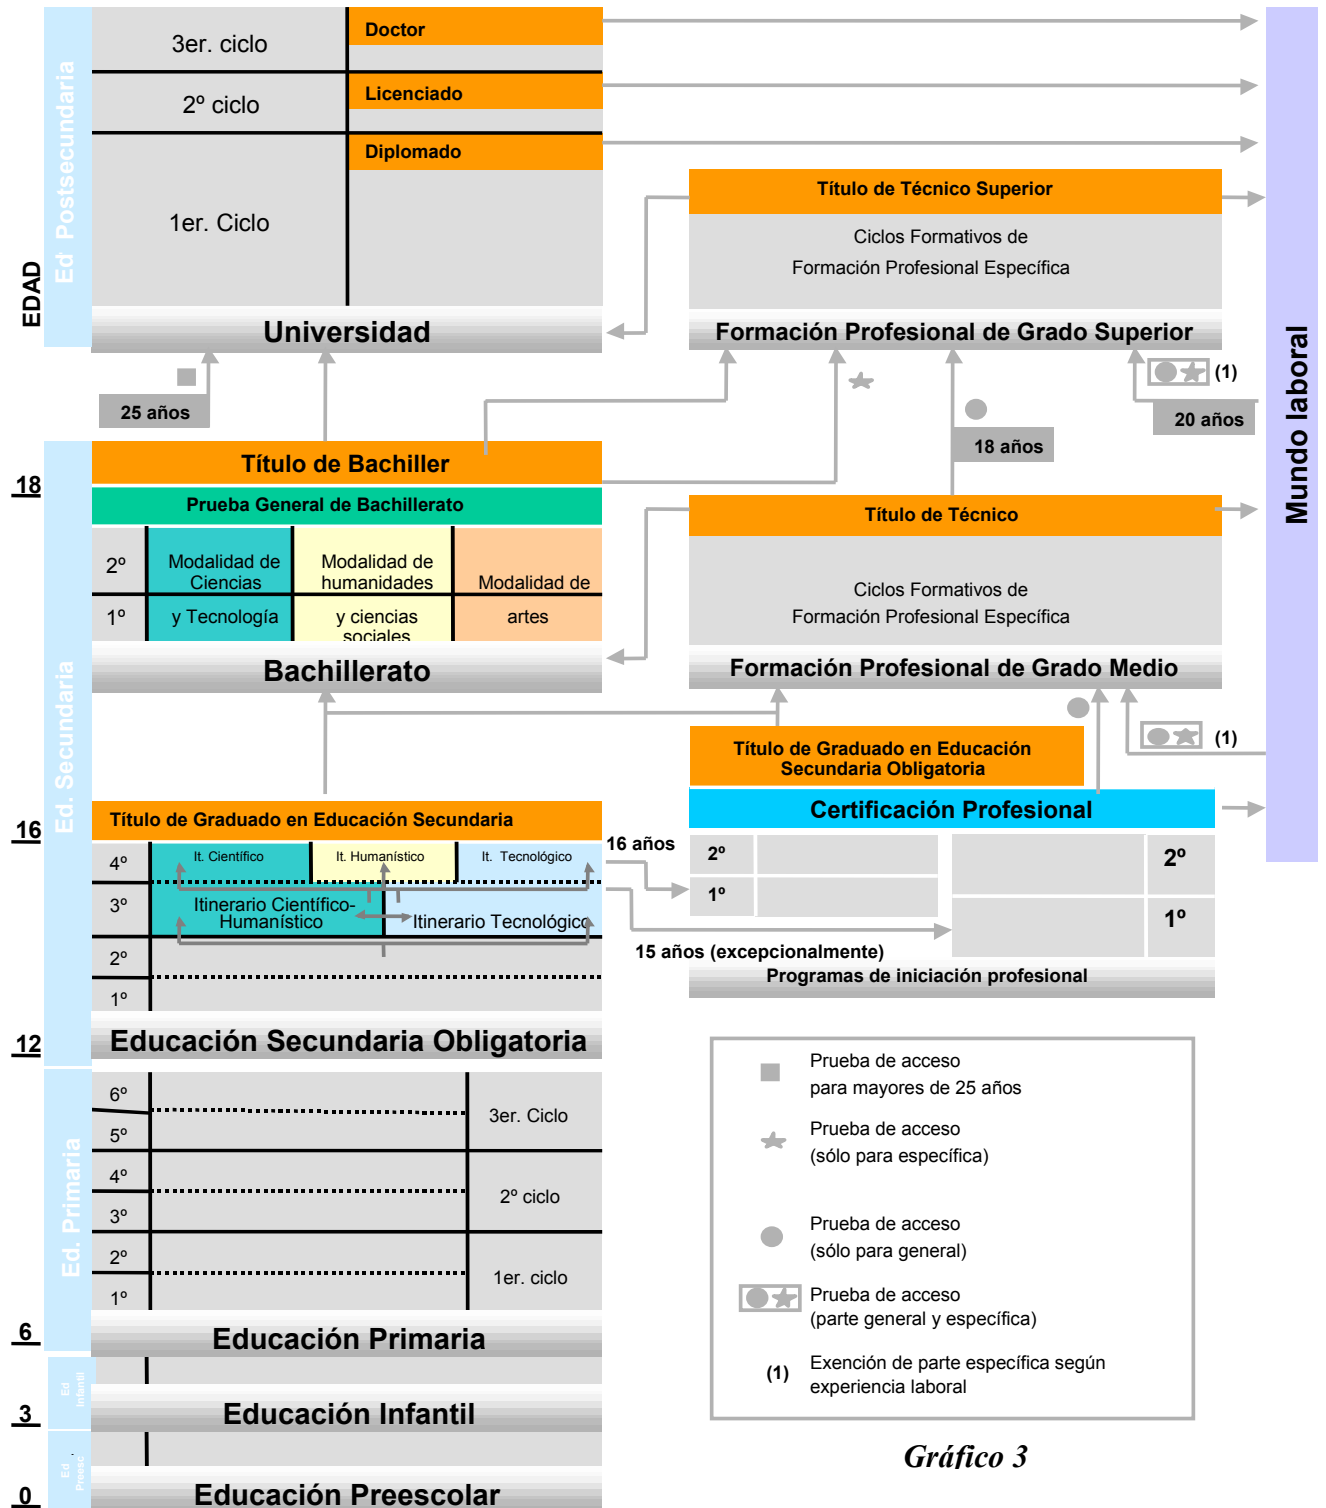 EDAD
Ed Postsecundaria
3er. ciclo
Doctor
2º ciclo
Licenciado
1er. Ciclo
Diplomado
Universidad
Título de Técnico Superior
Ciclos Formativos de
Formación Profesional Específica
Formación Profesional de Grado Superior
Mundo laboral
25 años
(1)
20 años
18 años
18
Ed. Secundaria
Título de Bachiller
Prueba General de Bachillerato
2º
Modalidad de
Ciencias
Modalidad de
humanidades
Modalidad de
1º
y Tecnología
y ciencias
sociales
artes
Bachillerato
Título de Técnico
Ciclos Formativos de
Formación Profesional Específica
Formación Profesional de Grado Medio
(1)
Título de Graduado en Educación
Secundaria Obligatoria
Certificación Profesional
2º
1º
2º
1º
Programas de iniciación profesional
16
Título de Graduado en Educación Secundaria
16 años
4º
It. Científico
It. Humanístico
It. Tecnológico
3º
Itinerario Científico-
Humanístico
Itinerario Tecnológico
15 años (excepcionalmente)
2º
1º
Educación Secundaria Obligatoria
12
Ed. Primaria
6º
5º
3er. Ciclo
4º
3º
2º ciclo
2º
1º
1er. ciclo
Educación Primaria
6
Ed
Infantil
Educación Infantil
3
Ed
Preesc.
Educación Preescolar
0
Prueba de acceso
para mayores de 25 años
Prueba de acceso
(sólo para específica)
Prueba de acceso
(sólo para general)
Prueba de acceso
(parte general y específica)
(1) Exención de parte específica según
experiencia laboral
Gráfico 3